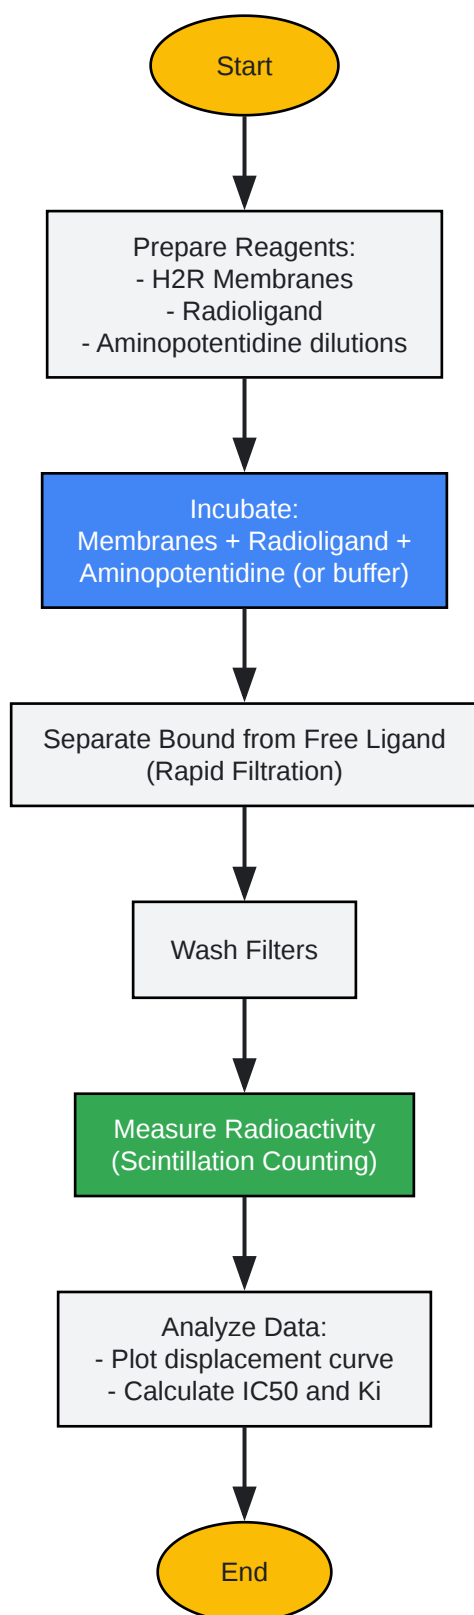 Start
Prepare Reagents:
- H2R Membranes
- Radioligand
- Aminopotentidine dilutions
Incubate:
Membranes + Radioligand +
Aminopotentidine (or buffer)
Separate Bound from Free Ligand
(Rapid Filtration)
Wash Filters
Measure Radioactivity
(Scintillation Counting)
Analyze Data:
- Plot displacement curve
- Calculate IC50 and Ki
End